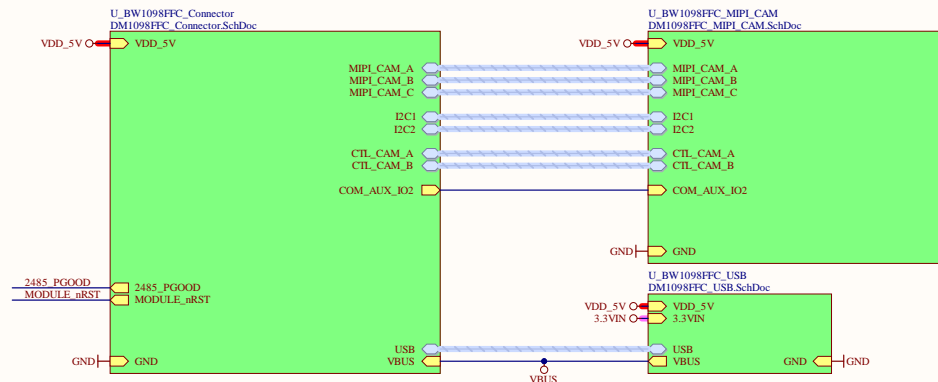 U_BW1098FFC_Connector
DM1098FFC_Connector.SchDoc
VDD_5V
VDD_5V
MIPI_CAM_A
MIPI_CAM_B
MIPI_CAM_C
I2C1
I2C2
CTL_CAM_A
CTL_CAM_B
COM_AUX_IO2
2485_PGOOD
2485_PGOOD
MODULE_nRST
MODULE_nRST
GND
GND
USB
VBUS
VBUS
U_BW1098FFC_MIPI_CAM
DM1098FFC_MIPI_CAM.SchDoc
VDD_5V
VDD_5V
MIPI_CAM_A
MIPI_CAM_B
MIPI_CAM_C
I2C1
I2C2
CTL_CAM_A
CTL_CAM_B
COM_AUX_IO2
GND
GND
U_BW1098FFC_USB
DM1098FFC_USB.SchDoc
VDD_5V
VDD_5V
3.3VIN
3.3VIN
USB
VBUS
GND
GND